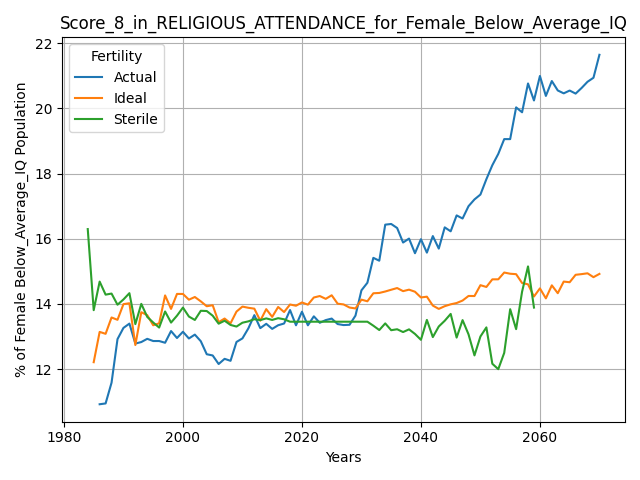 Score_8_in_RELIGIOUS_ATTENDANCE_for_Female_Below_Average_IQ
Fertility
Actual
Ideal
Sterile
% of Female Below_Average_IQ Population
22
20
18
16
14
12
1980
2000
2020
2040
2060
Years